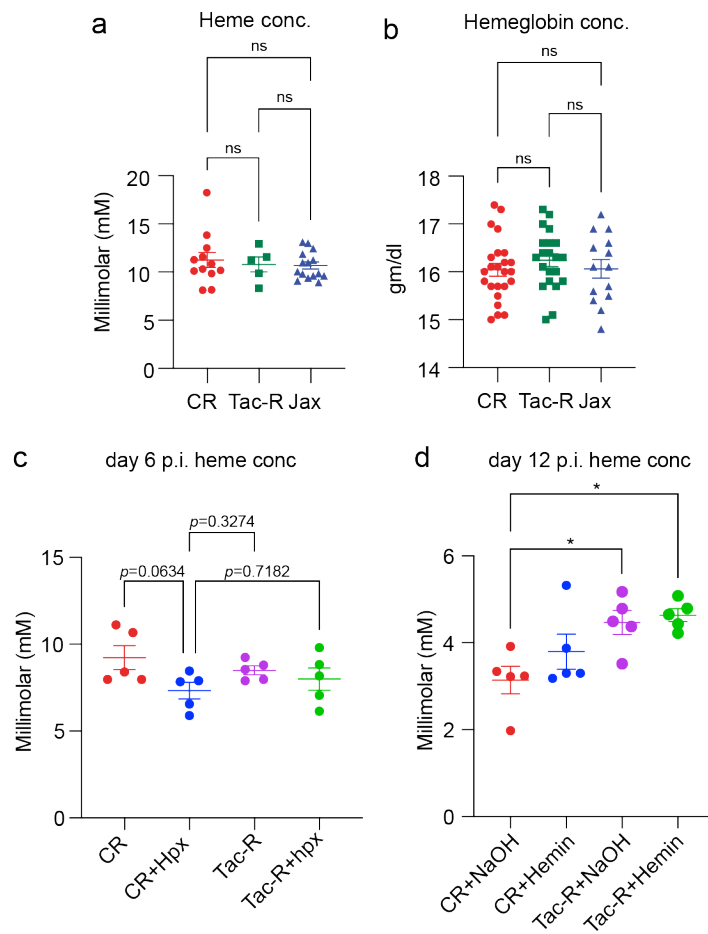 a
Heme conc.
ns
ns
ns
20
15
10
5
0
Millimolar (mM)
CR Tac-R Jax
b
Hemeglobin conc.
ns
ns
ns
18
17
16
15
14
gm/dl
CR Tac-R Jax
c
day 6 p.i. heme conc
p=0.3274
p=0.0634
p=0.7182
15
10
5
0
Millimolar (mM)
CR
CR+Hpx
Tac-R
Tac-R+hpx
d
day 12 p.i. heme conc
*
*
6
4
2
0
Millimolar (mM)
CR+NaOH
CR+Hemin
Tac-R+NaOH
Tac-R+Hemin